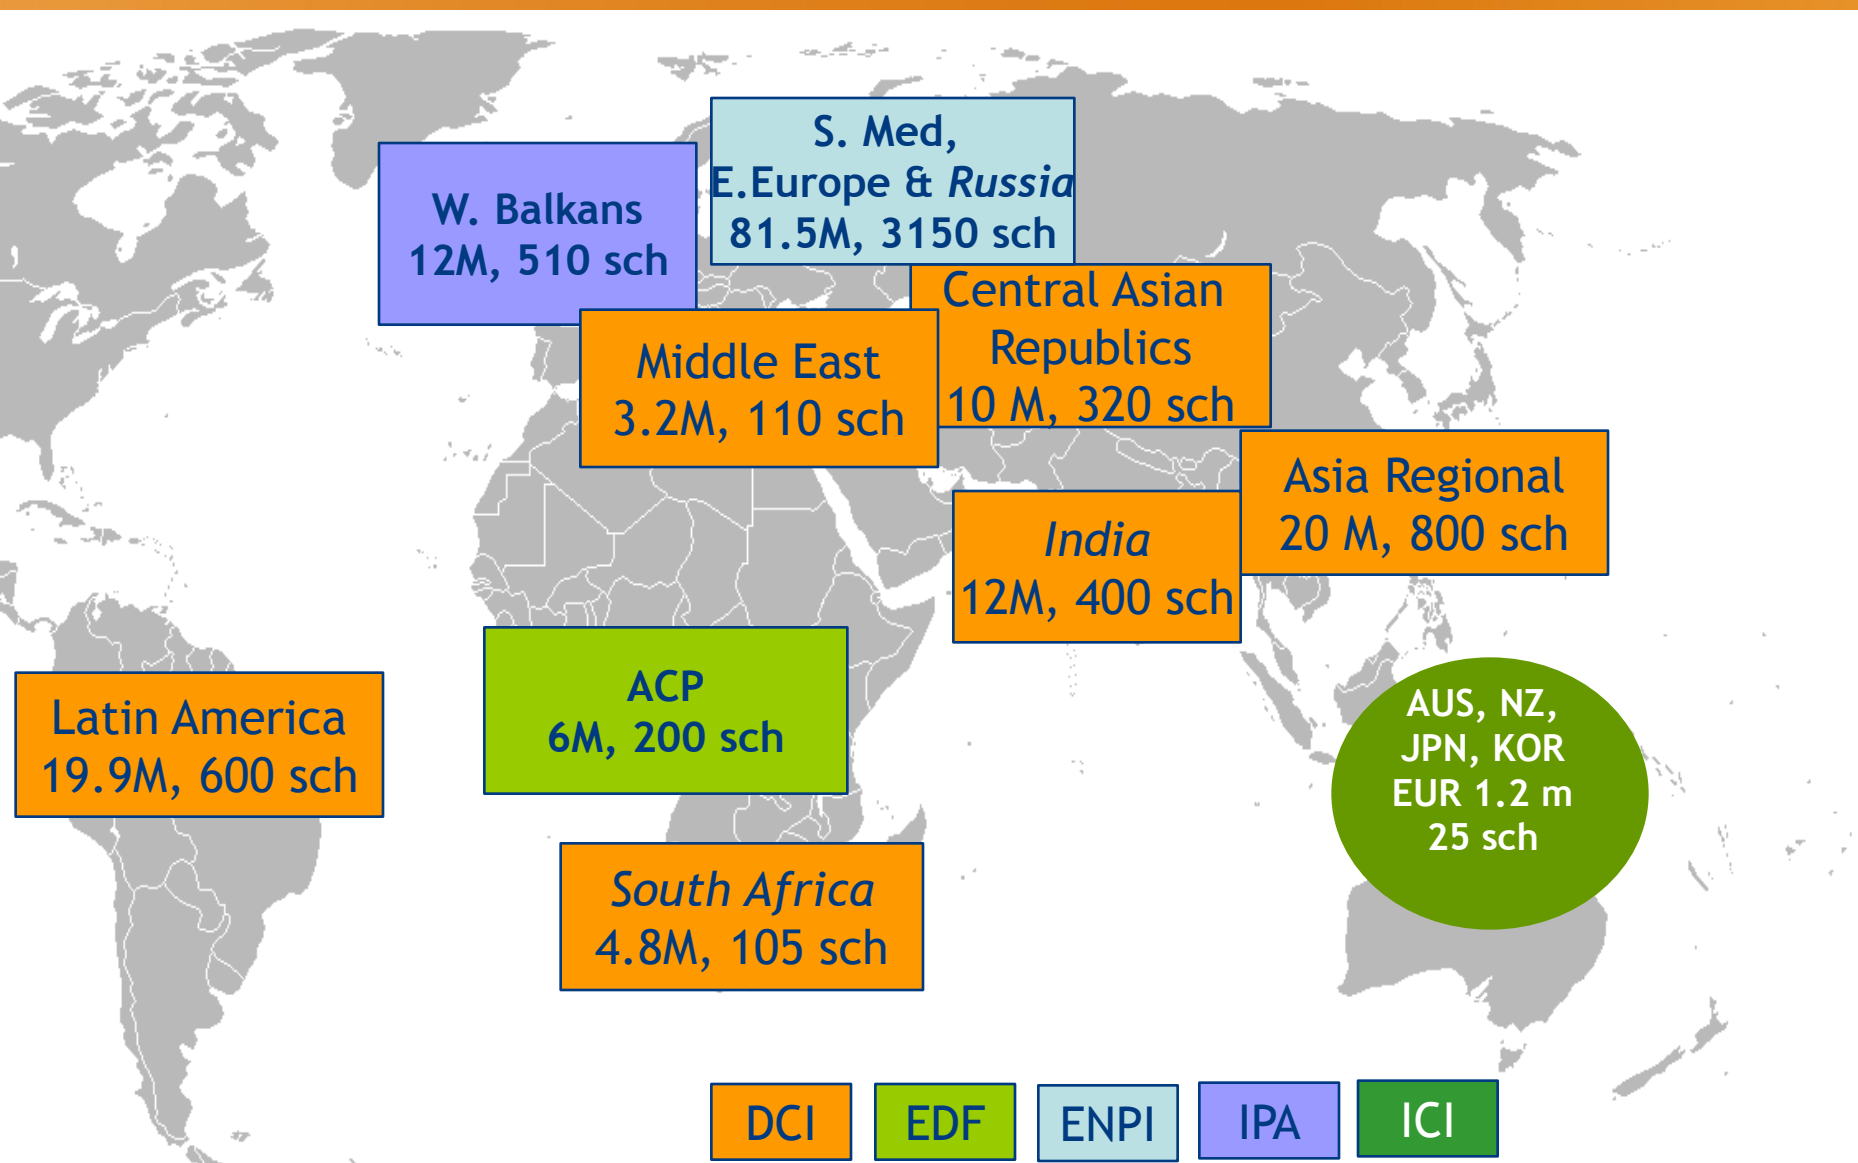 S. Med,
E.Europe & Russia
81.5M, 3150 sch
W. Balkans
12M, 510 sch
Central Asian
Republics
10 M, 320 sch
Middle East
3.2M, 110 sch
Asia Regional
20 M, 800 sch
India
12M, 400 sch
ACP
6M, 200 sch
Latin America
19.9M, 600 sch
AUS, NZ,
JPN, KOR
EUR 1.2 m
25 sch
South Africa
4.8M, 105 sch
DCI
EDF
ENPI
IPA
ICI